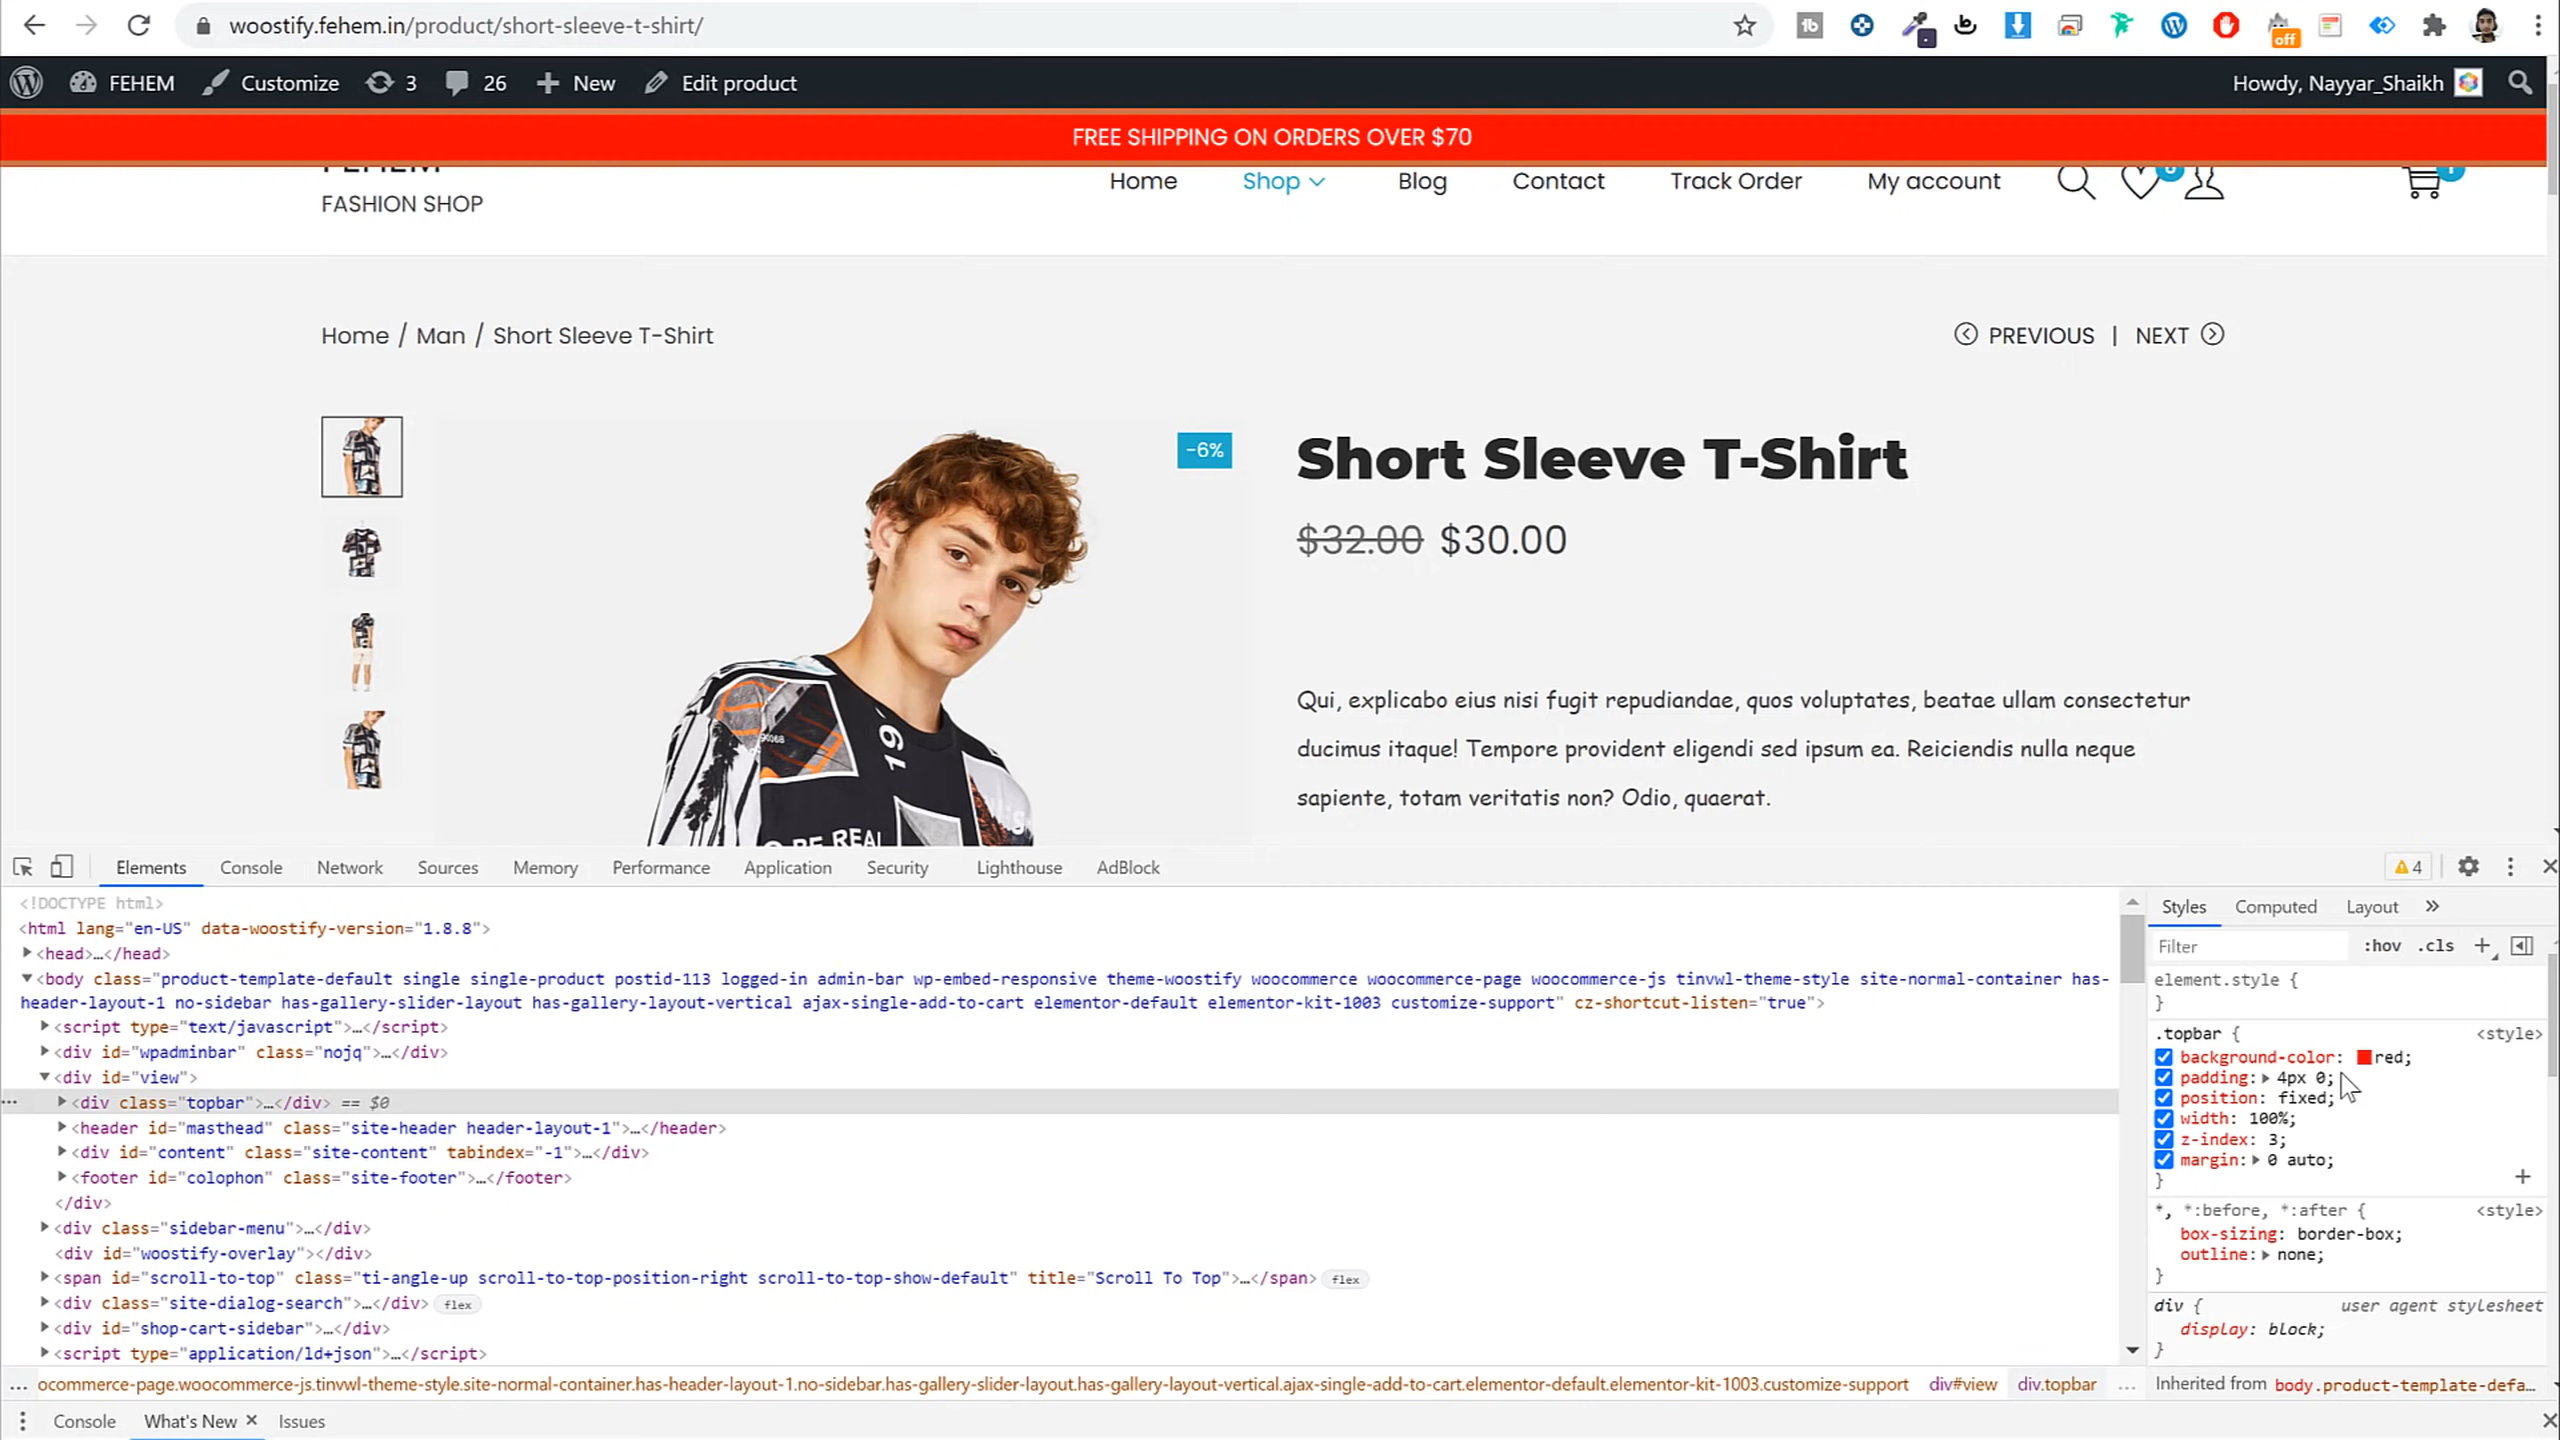 woostify.fehem.in/product/short-sleeve-t-shirt/
off
FEHEM Customize 3 26 New Edit product Howdy, Nayyar_Shaikh
FREE SHIPPING ON ORDERS OVER $70
FEHEM
FASHION SHOP
Home Shop Blog Contact Track Order My account
Home / Man / Short Sleeve T-Shirt
PREVIOUS | NEXT
-6%
Short Sleeve T-Shirt
$32.00 $30.00
Qui, explicabo eius nisi fugit repudiandae, quos voluptates, beatae ullam consectetur
ducimus itaque! Tempore provident eligendi sed ipsum ea. Reiciendis nulla neque
sapiente, totam veritatis non? Odio, quaerat.
Elements Console Network Sources Memory Performance Application Security Lighthouse AdBlock 4
<!DOCTYPE html>
<html lang="en-US" data-woostify-version="1.8.8">
<head>…</head>
<body class="product-template-default single single-product postid-113 logged-in admin-bar wp-embed-responsive theme-woostify woocommerce woocommerce-page woocommerce-js tinvwl-theme-style site-normal-container has-
header-layout-1 no-sidebar has-gallery-slider-layout has-gallery-layout-vertical ajax-single-add-to-cart elementor-default elementor-kit-1003 customize-support" cz-shortcut-listen="true">
<script type="text/javascript">…</script>
<div id="wpadminbar" class="nojq">…</div>
<div id="view">
<div class="topbar">…</div> == $0
<header id="masthead" class="site-header header-layout-1">…</header>
<div id="content" class="site-content" tabindex="-1">…</div>
<footer id="colophon" class="site-footer">…</footer>
</div>
<div class="sidebar-menu">…</div>
<div id="woostify-overlay"></div>
<span id="scroll-to-top" class="ti-angle-up scroll-to-top-position-right scroll-to-top-show-default" title="Scroll To Top">…</span> flex
<div class="site-dialog-search">…</div> flex
<div id="shop-cart-sidebar">…</div>
<script type="application/ld+json">…</script>
... ocommerce-page.woocommerce-js.tinvwl-theme-style.site-normal-container.has-header-layout-1.no-sidebar.has-gallery-slider-layout.has-gallery-layout-vertical.ajax-single-add-to-cart.elementor-default.elementor-kit-1003.customize-support div#view div.topbar ...
Styles Computed Layout
Filter :hov .cls +
element.style {
}
.topbar { <style>
background-color: red;
padding: 4px 0;
position: fixed;
width: 100%;
z-index: 3;
margin: 0 auto;
}
*, *:before, *:after { <style>
box-sizing: border-box;
outline: none;
}
div { user agent stylesheet
display: block;
}
Inherited from body.product-template-defa…
Console What's New Issues